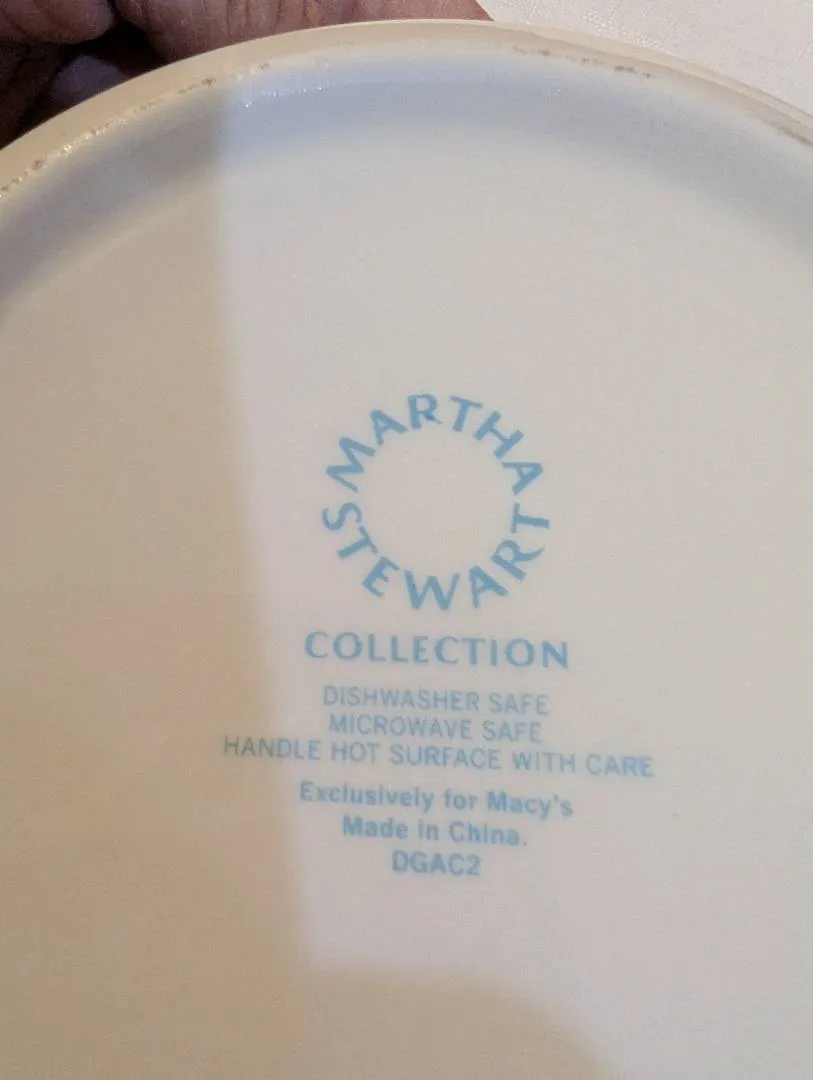 MARTHA
STEWART
COLLECTION
DISHWASHER SAFE
MICROWAVE SAFE
HANDLE HOT SURFACE WITH CARE
Exclusively for Macy's
Made in China.
DGAC2